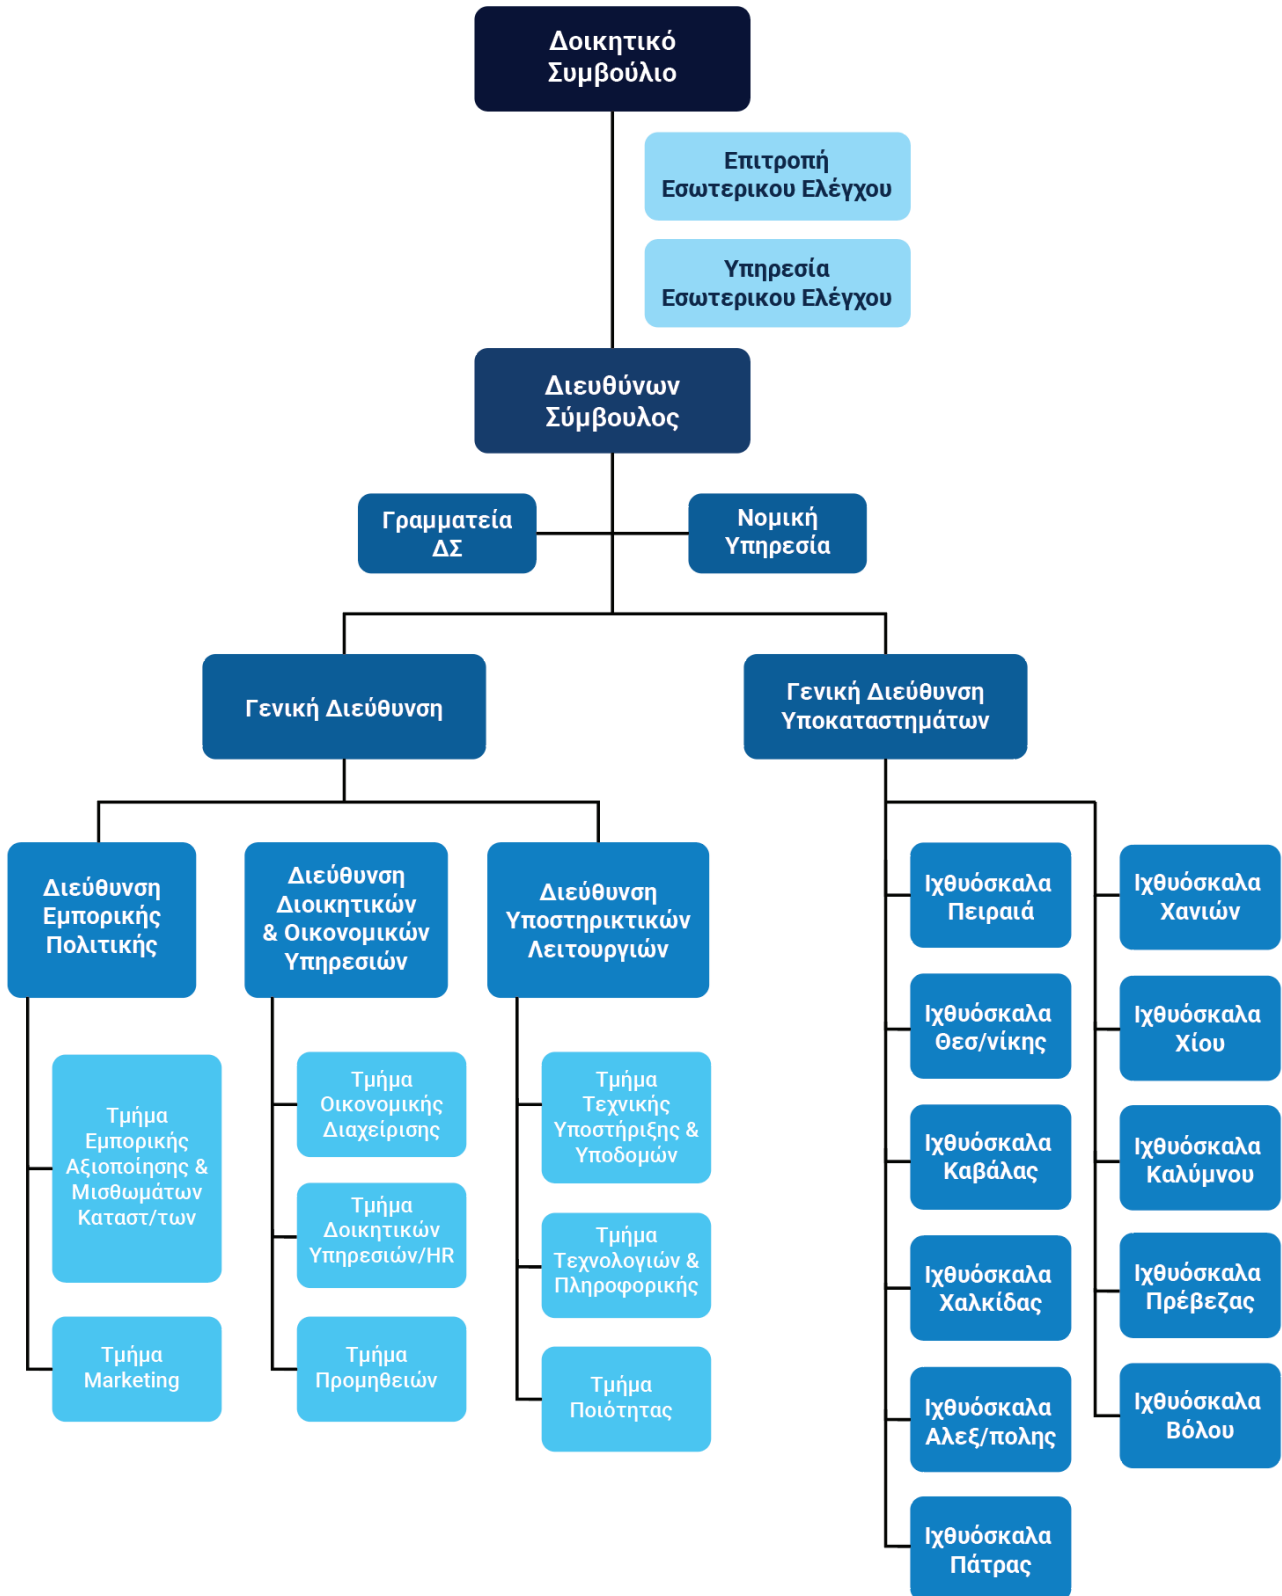 Δοικητικό
Συμβούλιο
Επιτροπή
Εσωτερικου Ελέγχου
Υπηρεσία
Εσωτερικου Ελέγχου
Διευθύνων
Σύμβουλος
Γραμματεία
ΔΣ
Νομική
Υπηρεσία
Γενική Διεύθυνση
Γενική Διεύθυνση
Υποκαταστημάτων
Διεύθυνση
Εμπορικής
Πολιτικής
Τμήμα
Εμπορικής
Αξιοποίησης &
Μισθωμάτων
Καταστ/των
Τμήμα
Marketing
Διεύθυνση
Διοικητικών
& Οικονομικών
Υπηρεσιών
Τμήμα
Οικονομικής
Διαχείρισης
Τμήμα
Δοικητικών
Υπηρεσιών/HR
Τμήμα
Προμηθειών
Διεύθυνση
Υποστηρικτικών
Λειτουργιών
Τμήμα
Τεχνικής
Υποστήριξης &
Υποδομών
Τμήμα
Τεχνολογιών &
Πληροφορικής
Τμήμα
Ποιότητας
Ιχθυόσκαλα
Πειραιά
Ιχθυόσκαλα
Θεσ/νίκης
Ιχθυόσκαλα
Καβάλας
Ιχθυόσκαλα
Χαλκίδας
Ιχθυόσκαλα
Αλεξ/πολης
Ιχθυόσκαλα
Πάτρας
Ιχθυόσκαλα
Χανιών
Ιχθυόσκαλα
Χίου
Ιχθυόσκαλα
Καλύμνου
Ιχθυόσκαλα
Πρέβεζας
Ιχθυόσκαλα
Βόλου